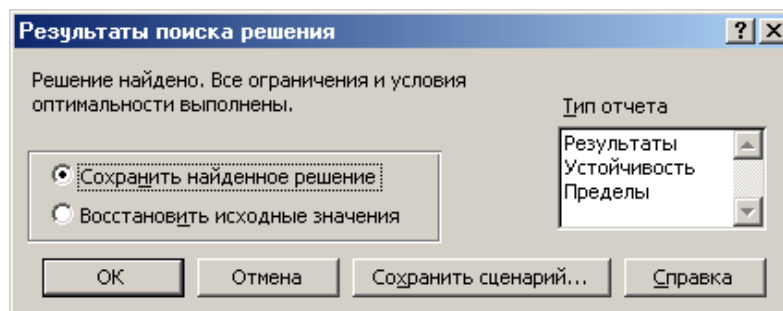 Результаты поиска решения
Решение найдено. Все ограничения и условия
оптимальности выполнены.
Тип отчета
Результаты
Устойчивость
Пределы
Сохранить найденное решение
Восстановить исходные значения
ОК
Отмена
Сохранить сценарий...
Справка